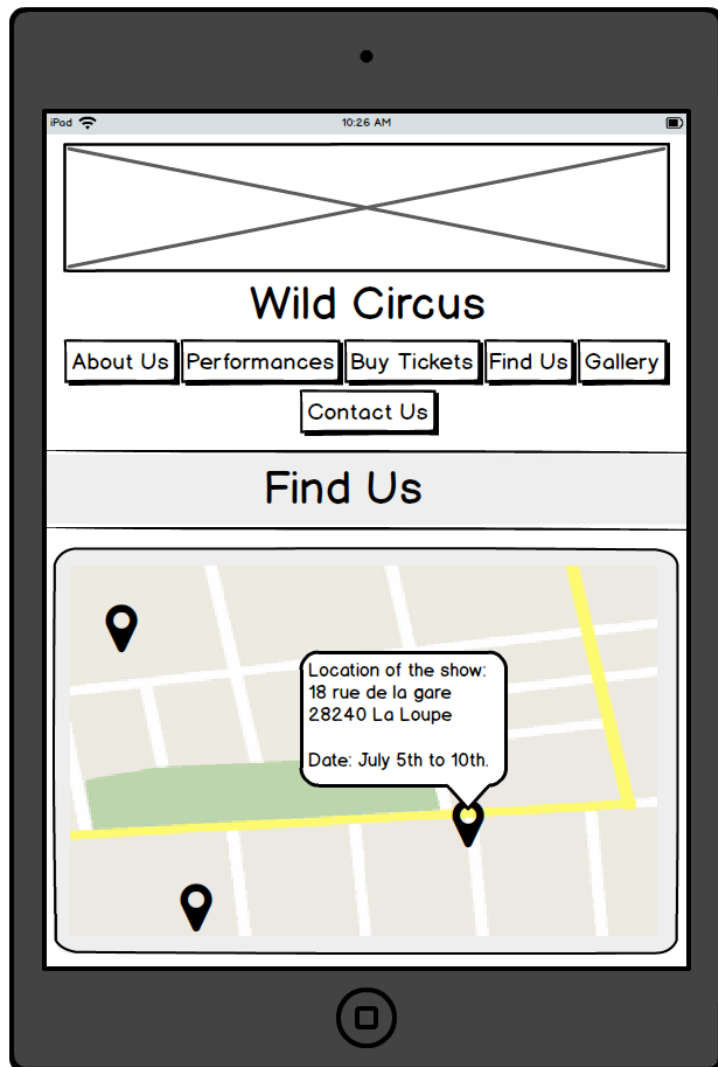 iPad 10:26 AM
Wild Circus
About Us Performances Buy Tickets Find Us Gallery
Contact Us
Find Us
Location of the show:
18 rue de la gare
28240 La Loupe
Date: July 5th to 10th.